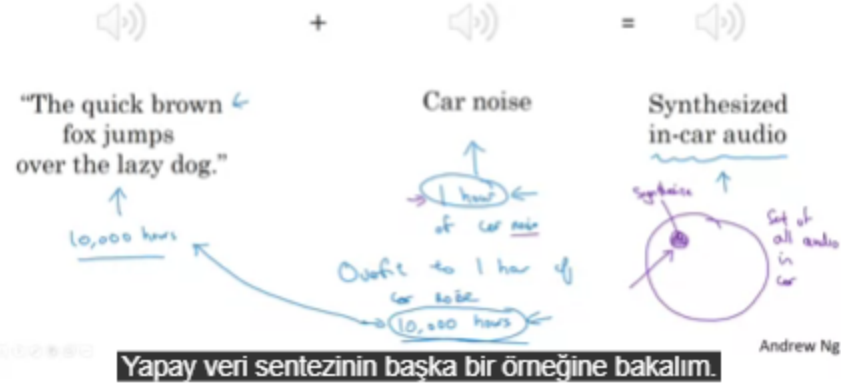 +
=
“The quick brown
fox jumps
over the lazy dog.”
10,000 hours
Car noise
1 hour
of car noise
Overfit to 1 hour of
car noise
10,000 hours
Synthesized
in-car audio
Synthesize
Set of
all audio
in
car
Andrew Ng
Yapay veri sentezinin başka bir örneğine bakalım.